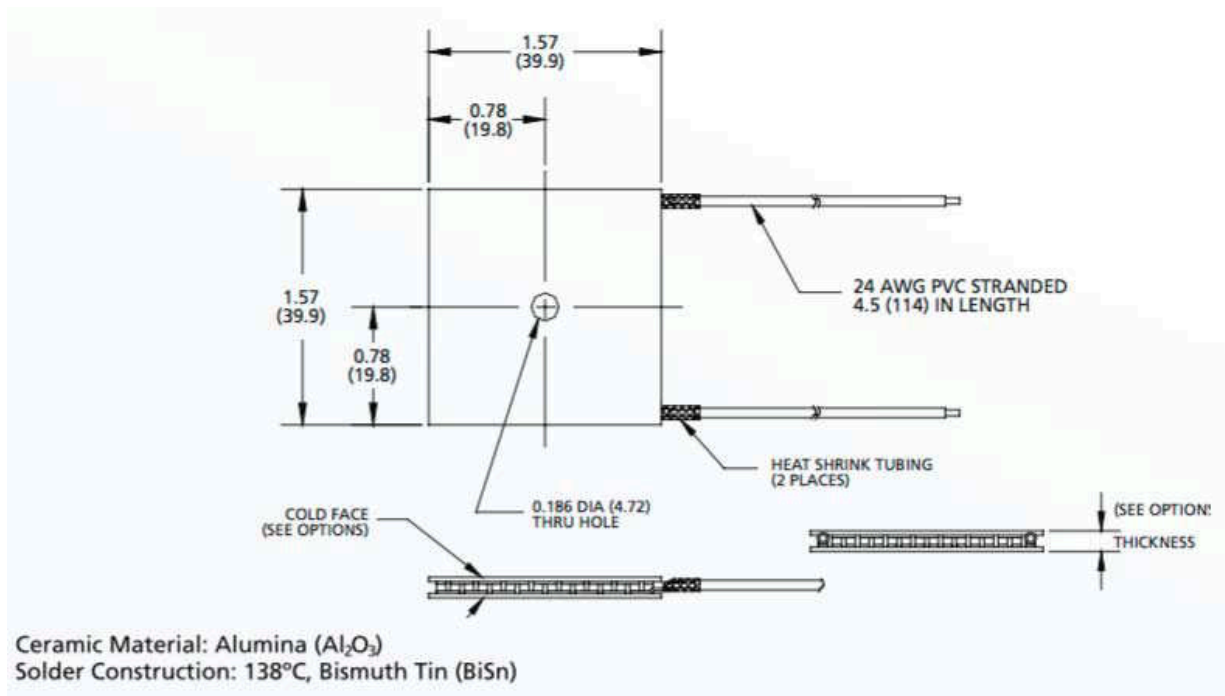 1.57
(39.9)
0.78
(19.8)
1.57
(39.9)
0.78
(19.8)
24 AWG PVC STRANDED
4.5 (114) IN LENGTH
HEAT SHRINK TUBING
(2 PLACES)
COLD FACE
(SEE OPTIONS)
0.186 DIA (4.72)
THRU HOLE
(SEE OPTION
THICKNESS
Ceramic Material: Alumina (Al₂O₃)
Solder Construction: 138ºC, Bismuth Tin (BiSn)